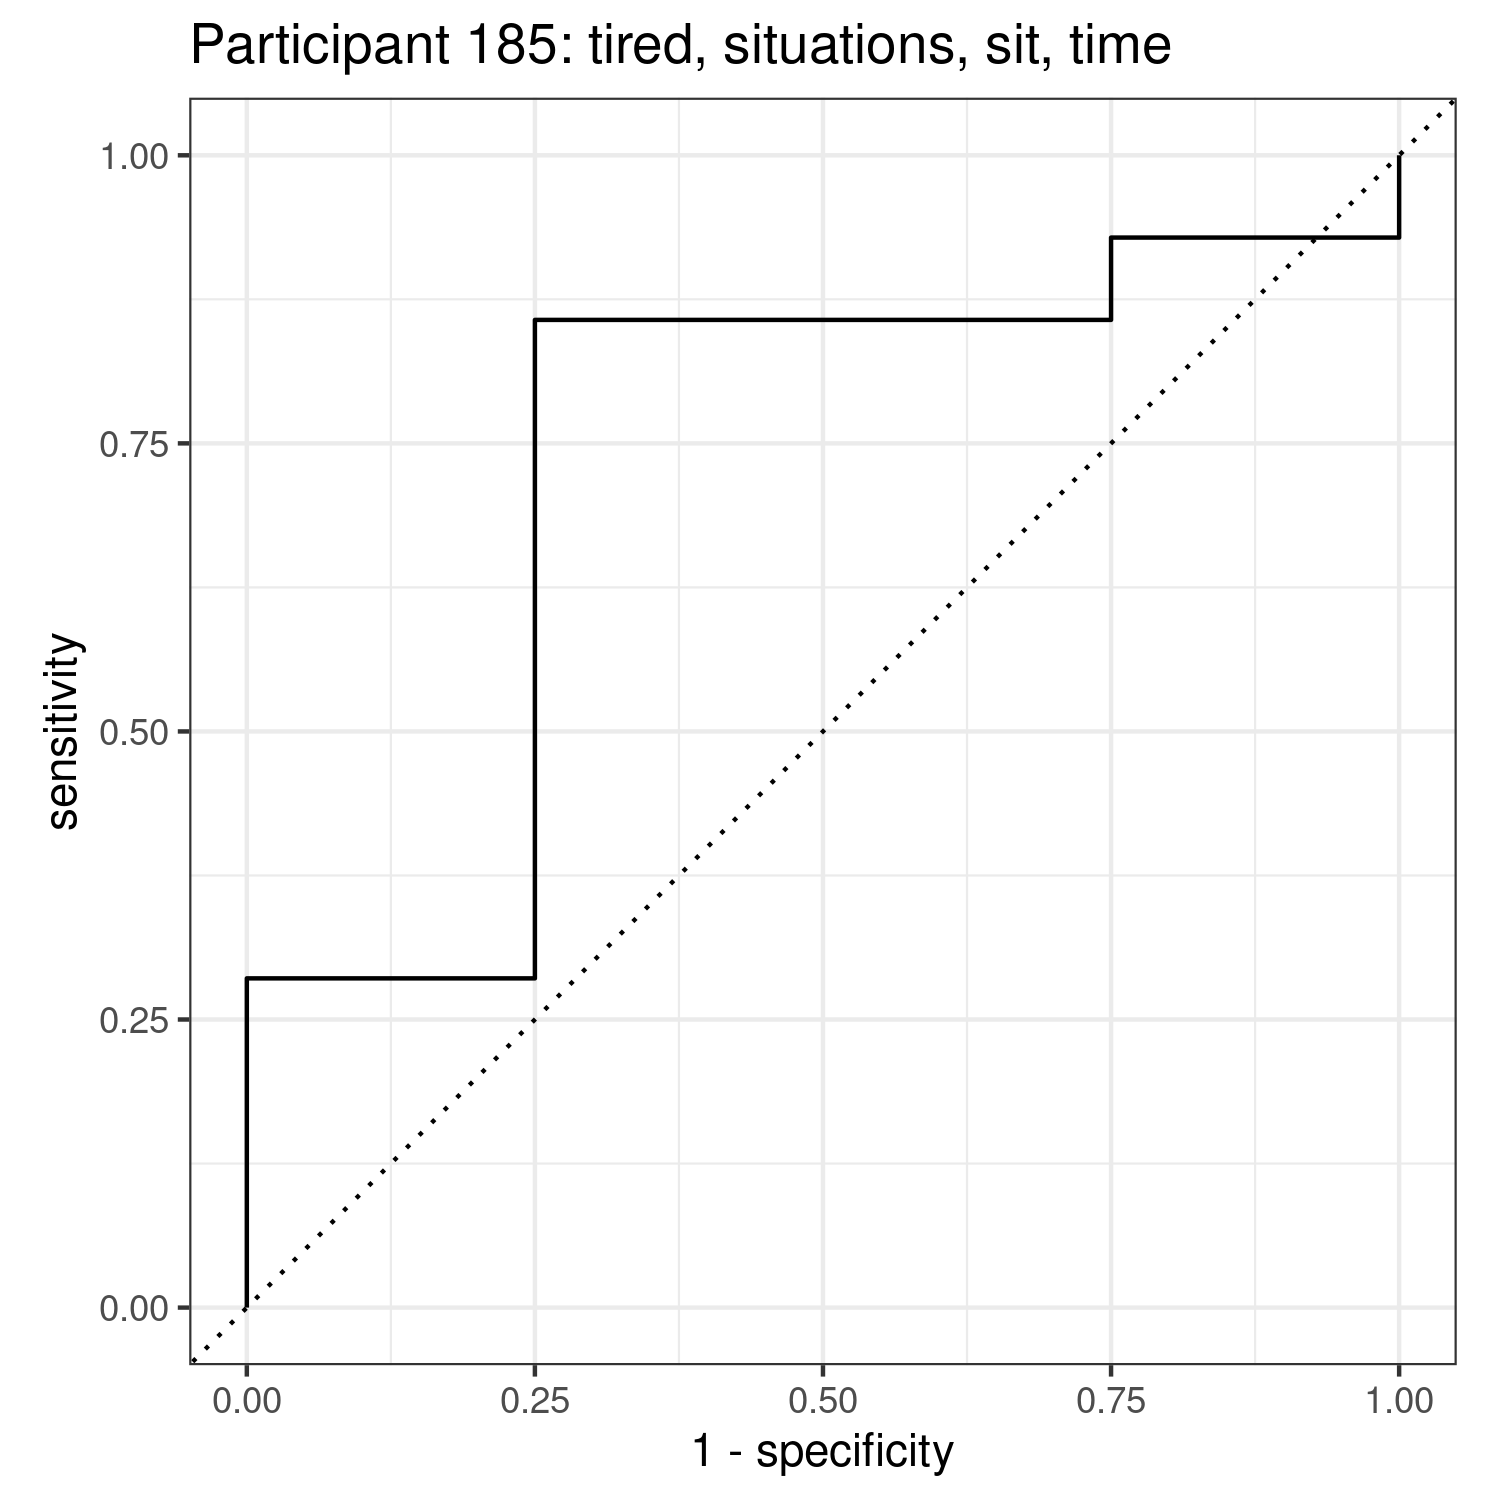 Participant 185: tired, situations, sit, time
1.00
0.75
0.50
0.25
0.00
sensitivity
0.00 0.25 0.50 0.75 1.00
1 - specificity